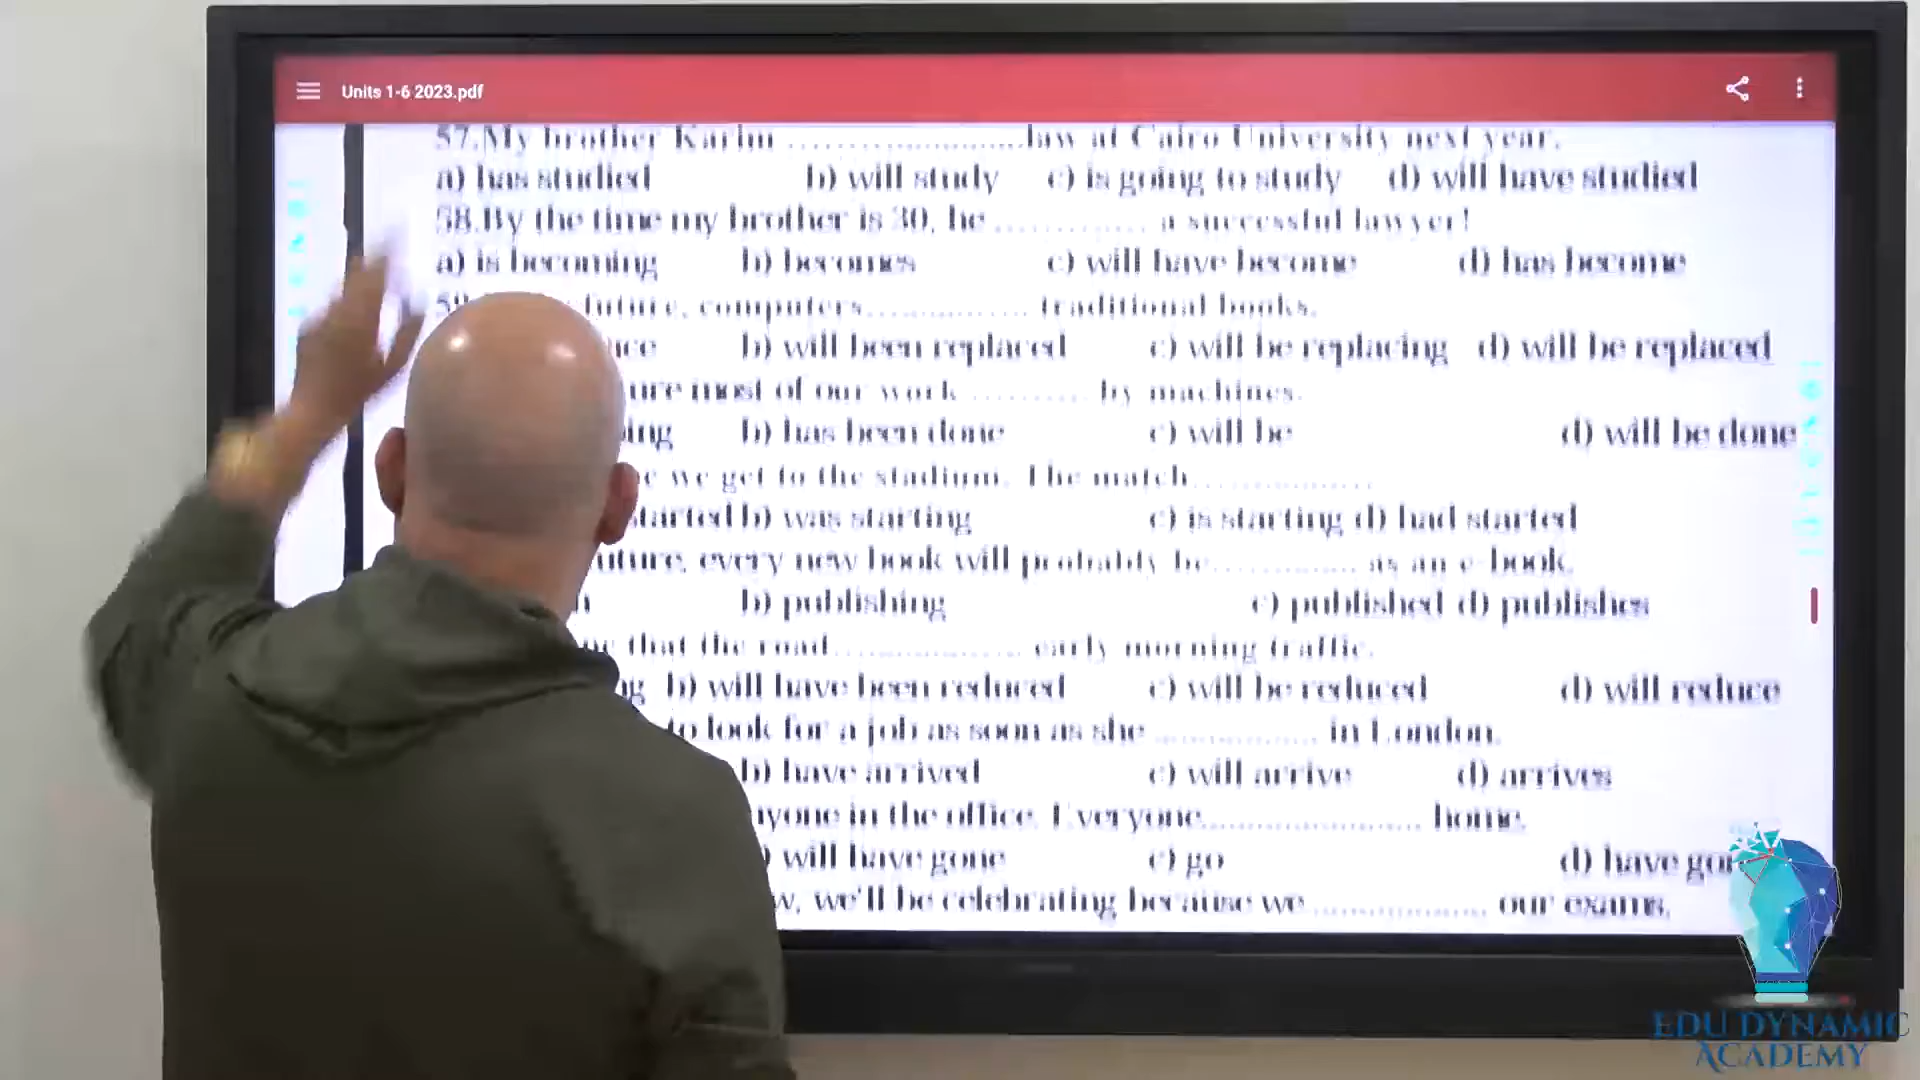 Units 1-6 2023.pdf
57.My brother Karim ........................law at Cairo University next year.
a) has studied b) will study c) is going to study d) will have studied
58.By the time my brother is 30, he ............... a successful lawyer!
a) is becoming b) becomes c) will have become d) has become
future, computers................. traditional books.
b) will been replaced c) will be replacing d) will be replaced
most of our work ............ by machines.
b) has been done c) will be d) will be done
we get to the stadium. The match...................
started b) was starting c) is starting d) had started
every new book will probably be............... as an e-book.
b) publishing c) published d) publishes
that the road................... early morning traffic.
b) will have been reduced c) will be reduced d) will reduce
to look for a job as soon as she ................. in London.
b) have arrived c) will arrive d) arrives
in the office. Everyone....................... home.
will have gone c) go d) have
we'll be celebrating because we................... our exams.
EDU DYNAMIC
ACADEMY